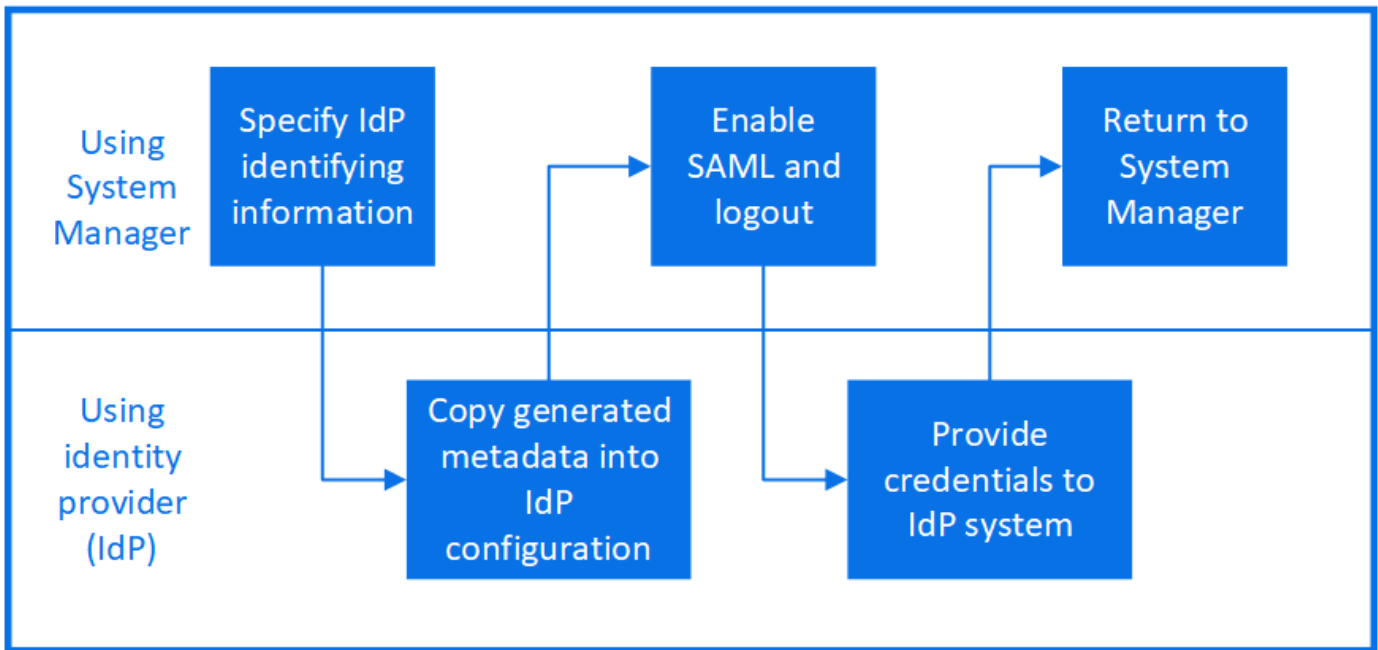 Using
System
Manager
Specify IdP
identifying
information
Enable
SAML and
logout
Return to
System
Manager
Using
identity
provider
(IdP)
Copy generated
metadata into
IdP
configuration
Provide
credentials to
IdP system